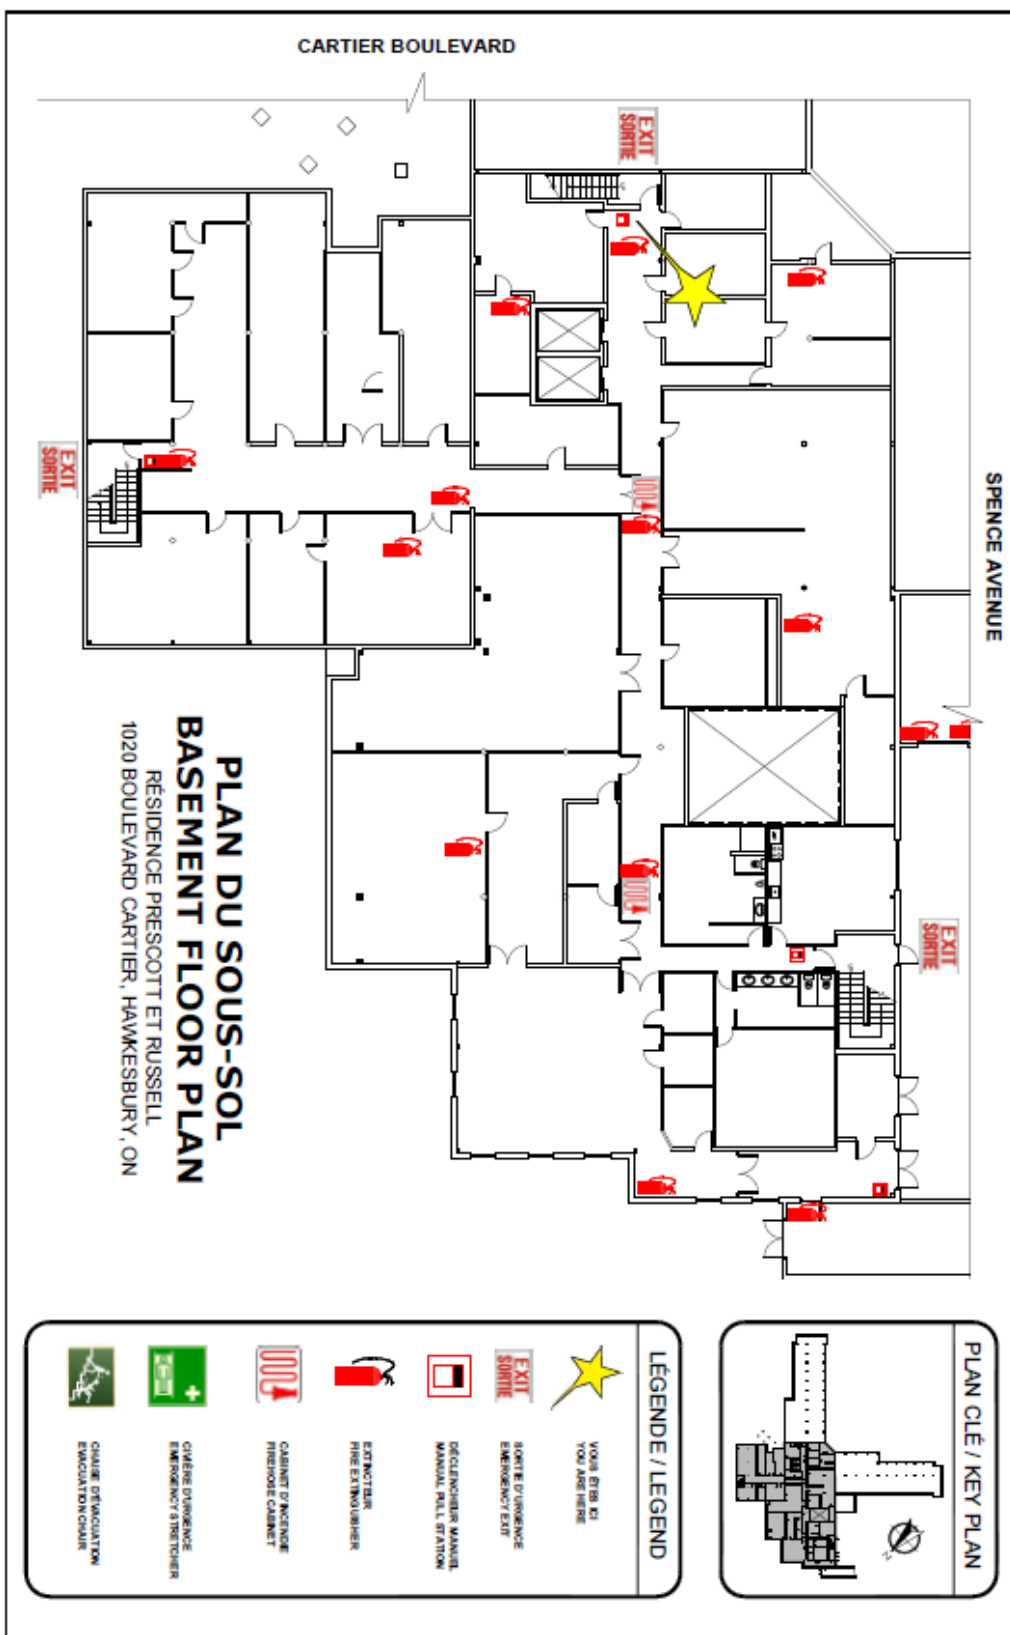 CARTIER BOULEVARD
SPENCE AVENUE
EXIT
SORTIE
EXIT
SORTIE
EXIT
SORTIE
PLAN DU SOUS-SOL
BASEMENT FLOOR PLAN
RÉSIDENCE PRESCOTT ET RUSSELL
1020 BOULEVARD CARTIER, HAWKESBURY, ON
PLAN CLÉ / KEY PLAN
N
LÉGENDE / LEGEND
VOUS ÊTES ICI
YOU ARE HERE
EXIT
SORTIE
SORTIE D'URGENCE
EMERGENCY EXIT
DÉCLENCHEUR MANUEL
MANUAL PULL STATION
EXTINCTEUR
FIRE EXTINGUISHER
CABINET D'INCENDIE
FIREHOSE CABINET
CIVIÈRE D'URGENCE
EMERGENCY STRETCHER
CHAISE D'ÉVACUATION
EVACUATION CHAIR